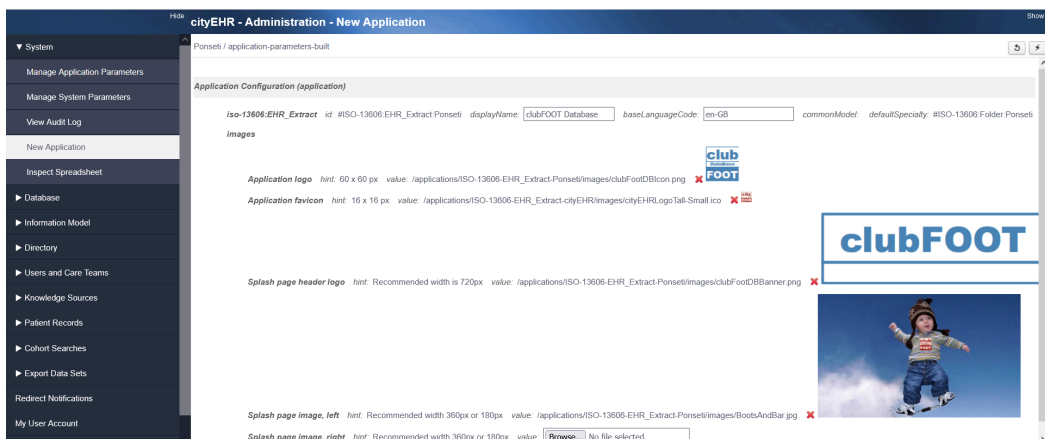 Hide
cityEHR - Administration - New Application
Show
▼ System
Manage Application Parameters
Manage System Parameters
View Audit Log
New Application
Inspect Spreadsheet
► Database
► Information Model
► Directory
► Users and Care Teams
► Knowledge Sources
► Patient Records
► Cohort Searches
► Export Data Sets
Redirect Notifications
My User Account
Ponseti / application-parameters-built
Application Configuration (application)
iso-13606:EHR_Extract id: #ISO-13606:EHR_Extract:Ponseti displayName: clubFOOT Database baseLanguageCode: en-GB commonModel: defaultSpecialty: #ISO-13606:Folder:Ponseti
images
club
DataBase
FOOT
Application logo hint: 60 x 60 px value: /applications/ISO-13606-EHR_Extract-Ponseti/images/clubFootDBIcon.png
Application favicon hint: 16 x 16 px value: /applications/ISO-13606-EHR_Extract-cityEHR/images/cityEHRLogoTall-Small.ico
clubFOOT
Splash page header logo hint: Recommended width is 720px value: /applications/ISO-13606-EHR_Extract-Ponseti/images/clubFootDBBanner.png
Splash page image, left hint: Recommended width 360px or 180px value: /applications/ISO-13606-EHR_Extract-Ponseti/images/BootsAndBar.jpg
Splash page image, right hint: Recommended width 360px or 180px value: Browse... No file selected.